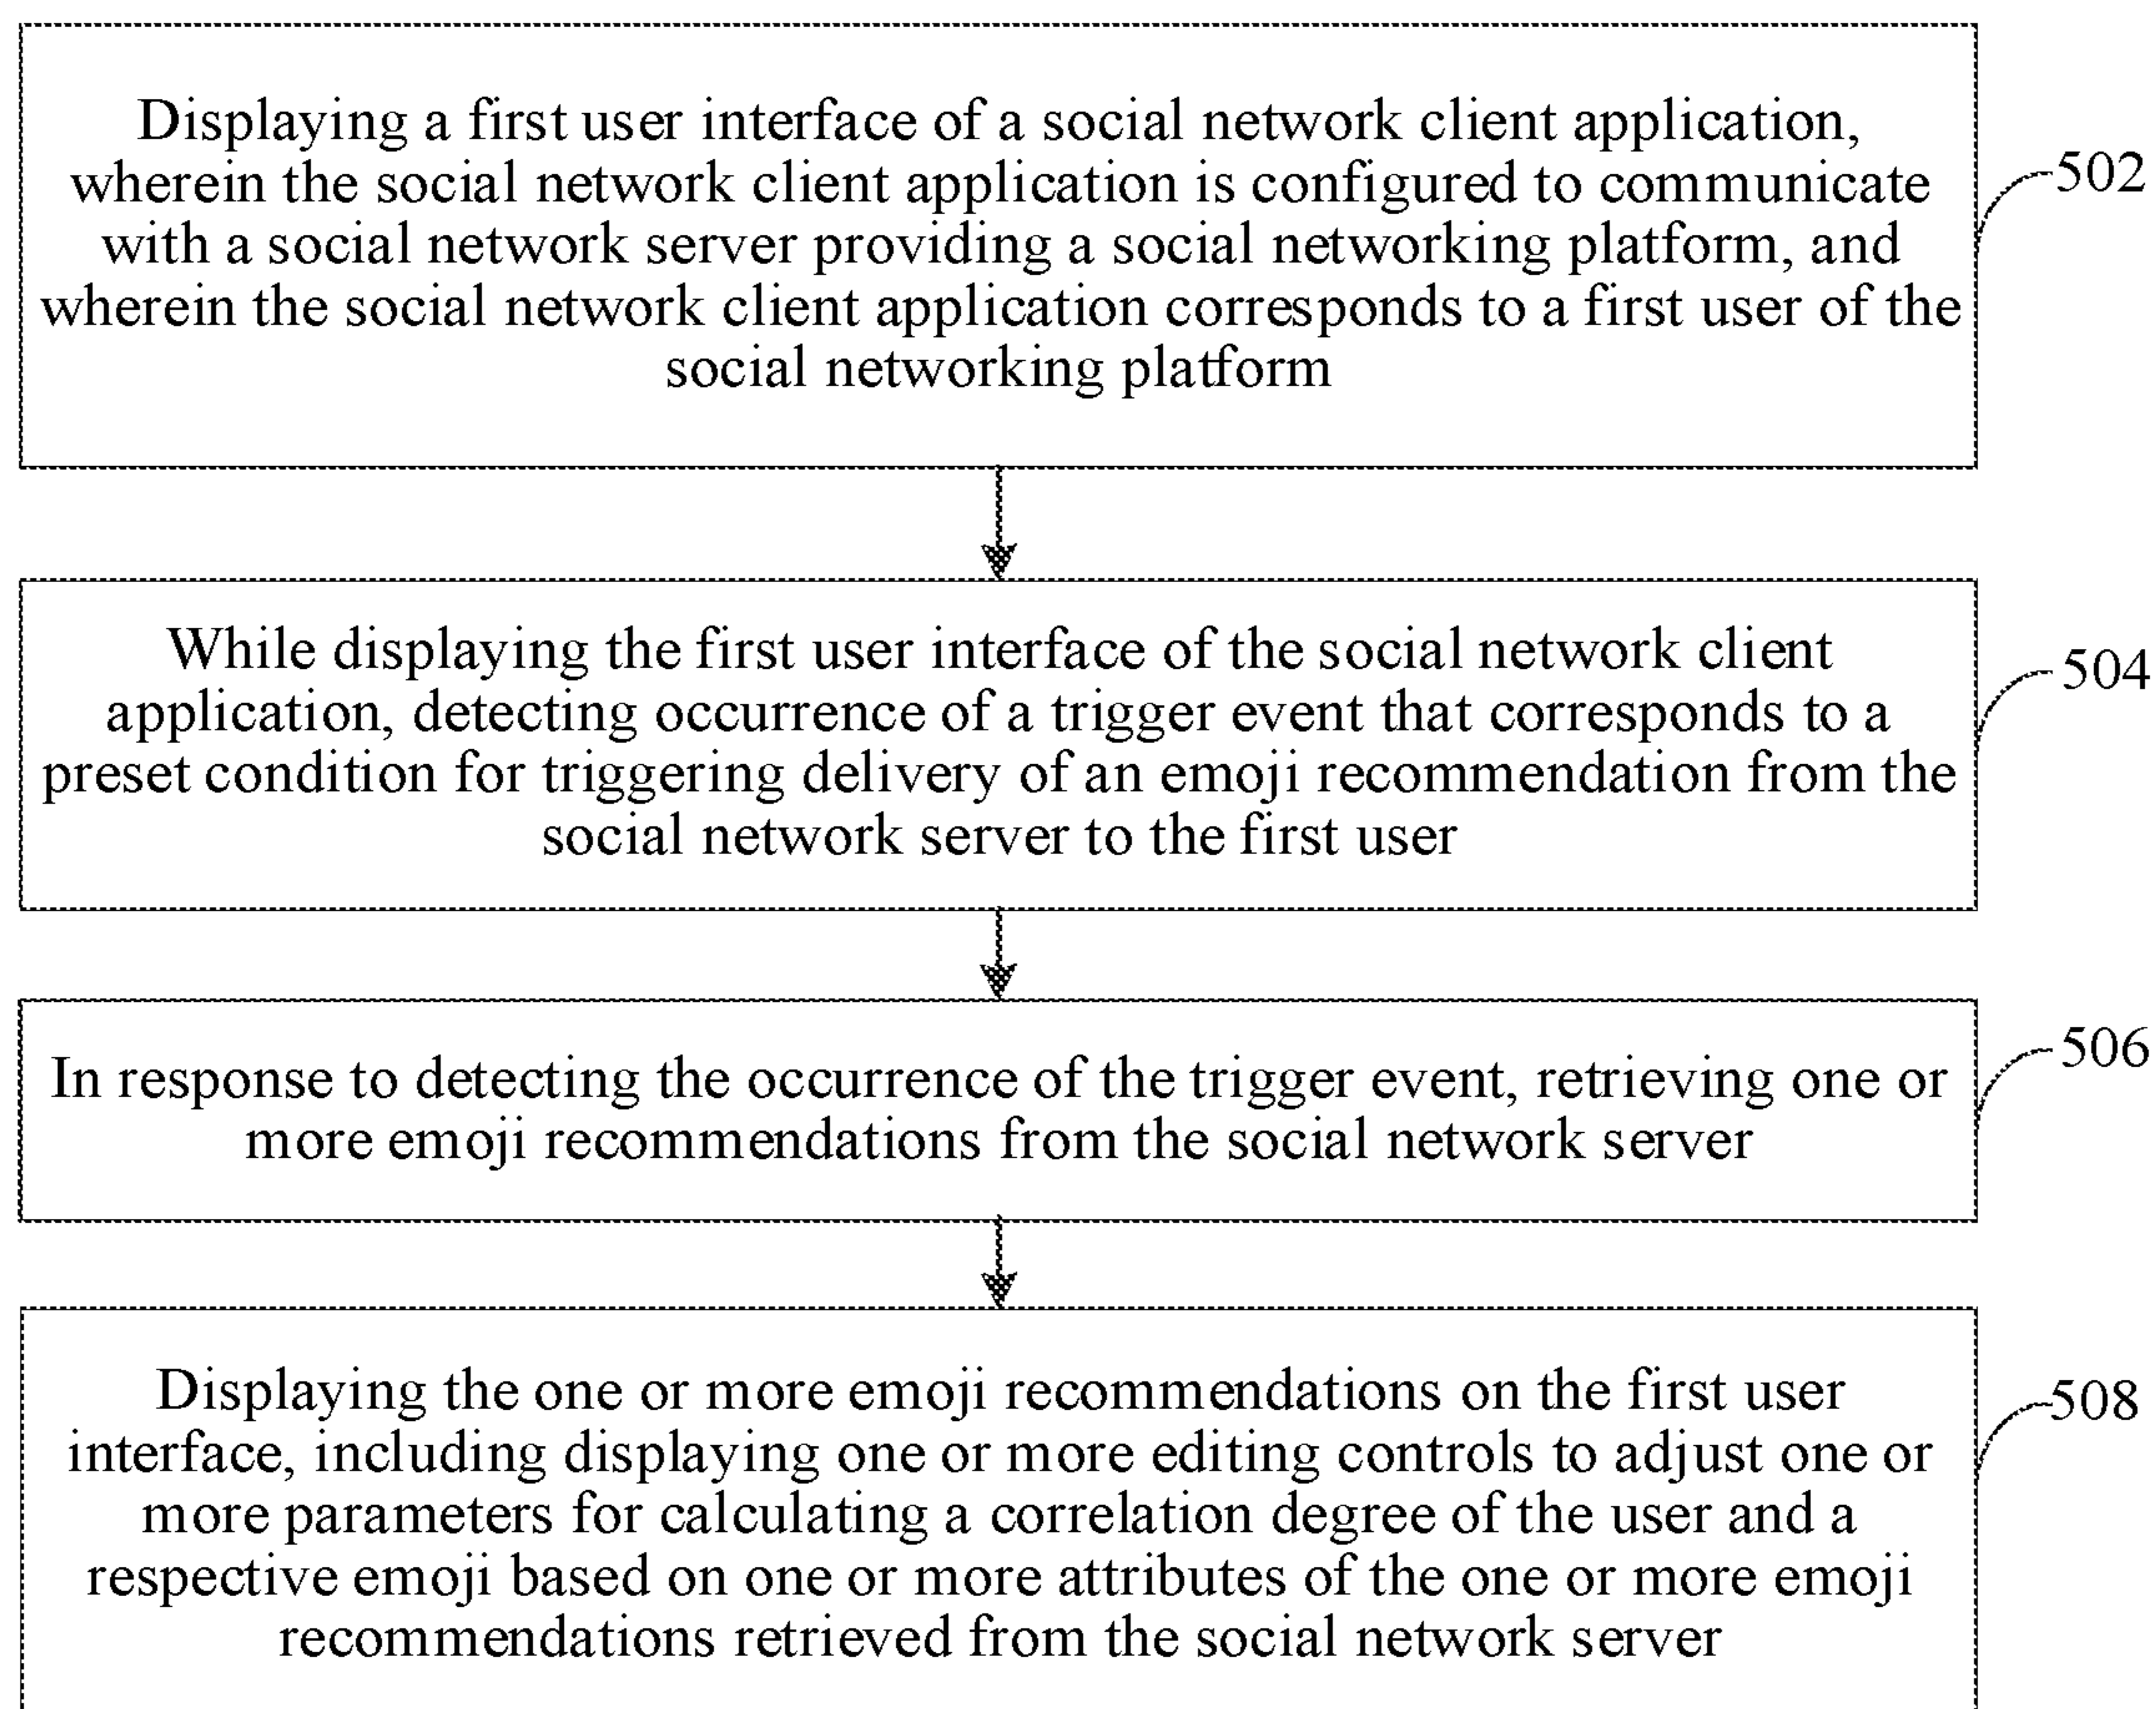 Displaying a first user interface of a social network client application,
wherein the social network client application is configured to communicate
with a social network server providing a social networking platform, and
wherein the social network client application corresponds to a first user of the
social networking platform
502
While displaying the first user interface of the social network client
application, detecting occurrence of a trigger event that corresponds to a
preset condition for triggering delivery of an emoji recommendation from the
social network server to the first user
504
In response to detecting the occurrence of the trigger event, retrieving one or
more emoji recommendations from the social network server
506
Displaying the one or more emoji recommendations on the first user
interface, including displaying one or more editing controls to adjust one or
more parameters for calculating a correlation degree of the user and a
respective emoji based on one or more attributes of the one or more emoji
recommendations retrieved from the social network server
508